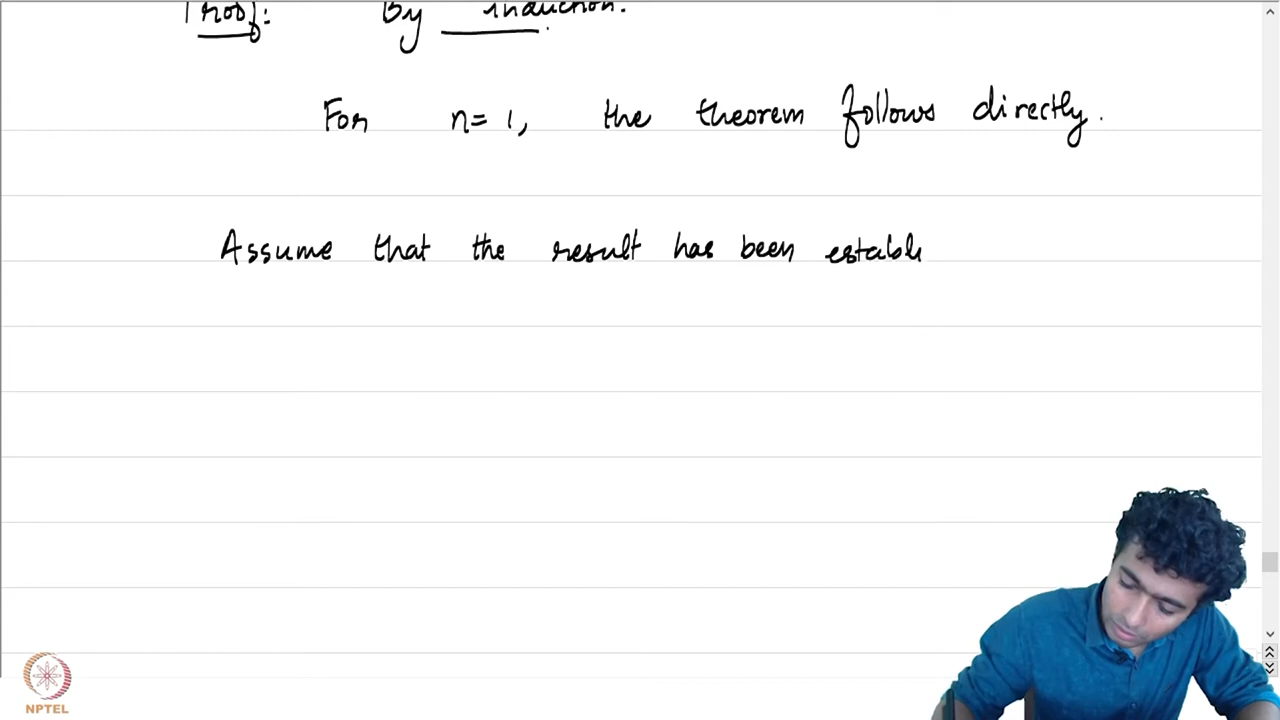 Proof: By induction.
For n=1, the theorem follows directly.
Assume that the result has been establi
NPTEL